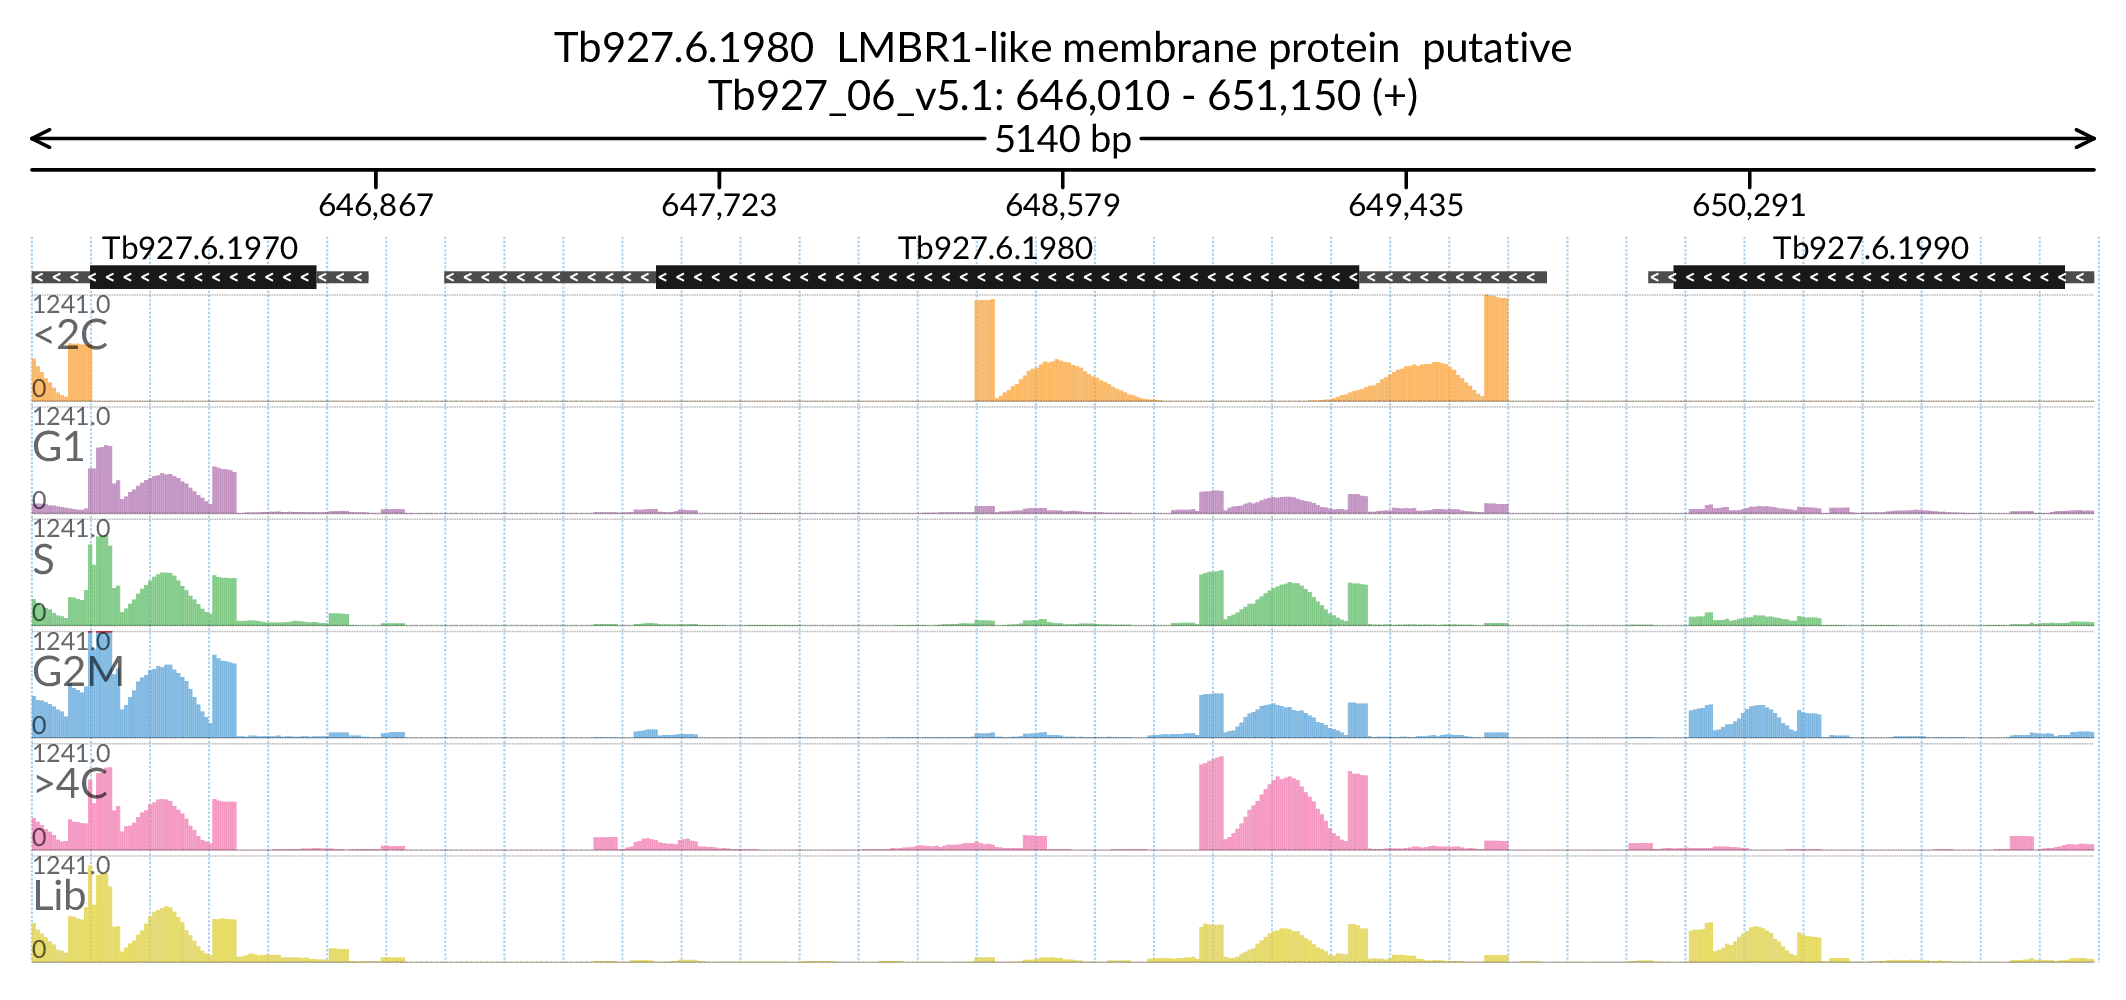 Tb927.6.1980 LMBR1-like membrane protein putative
Tb927_06_v5.1: 646,010 - 651,150 (+)
5140 bp
646,867 647,723 648,579 649,435 650,291
Tb927.6.1970 Tb927.6.1980 Tb927.6.1990
1241.0
<2C
0
1241.0
G1
0
1241.0
S
0
1241.0
G2M
0
1241.0
>4C
0
1241.0
Lib
0